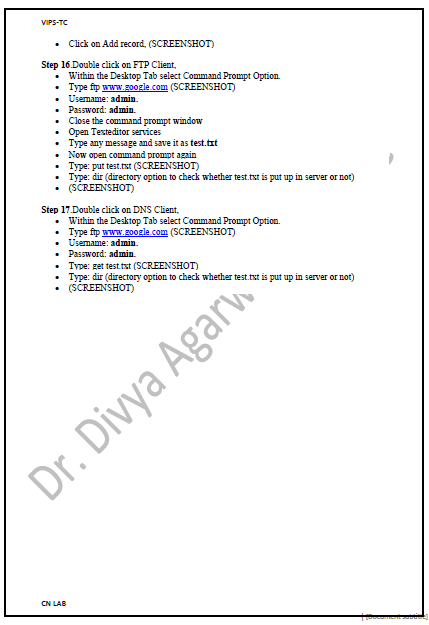 VIPS-TC
• Click on Add record, (SCREENSHOT)
Step 16.Double click on FTP Client,
• Within the Desktop Tab select Command Prompt Option.
• Type ftp www.google.com (SCREENSHOT)
• Username: admin.
• Password: admin.
• Close the command prompt window
• Open Texteditor services
• Type any message and save it as test.txt
• Now open command prompt again
• Type: put test.txt (SCREENSHOT)
• Type: dir (directory option to check whether test.txt is put up in server or not)
• (SCREENSHOT)
Step 17.Double click on DNS Client,
• Within the Desktop Tab select Command Prompt Option.
• Type ftp www.google.com (SCREENSHOT)
• Username: admin.
• Password: admin.
• Type: get test.txt (SCREENSHOT)
• Type: dir (directory option to check whether test.txt is put up in server or not)
• (SCREENSHOT)
Dr. Divya Agarw
CN LAB
| [Document subtitle]